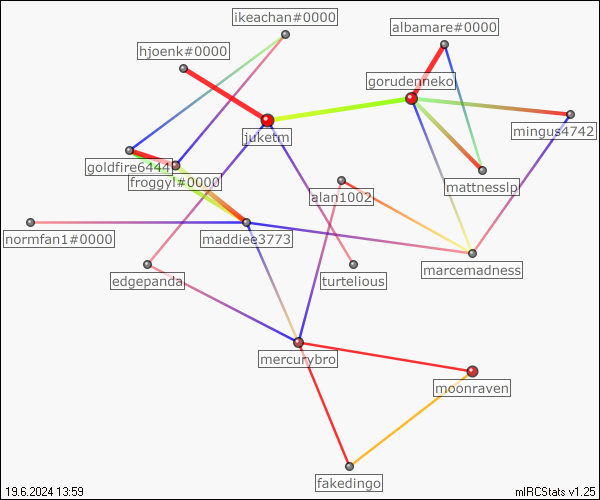 ikeachan#0000
albamare#0000
hjoenk#0000
gorudenneko
mingus4742
juketm
goldfire6444
froggyl#0000
mattnesslp
alan1002
normfan1#0000
maddiee3773
marcemadness
edgepanda
turtelious
mercurybro
moonraven
fakedingo
19.6.2024 13:59
mIRCStats v1.25